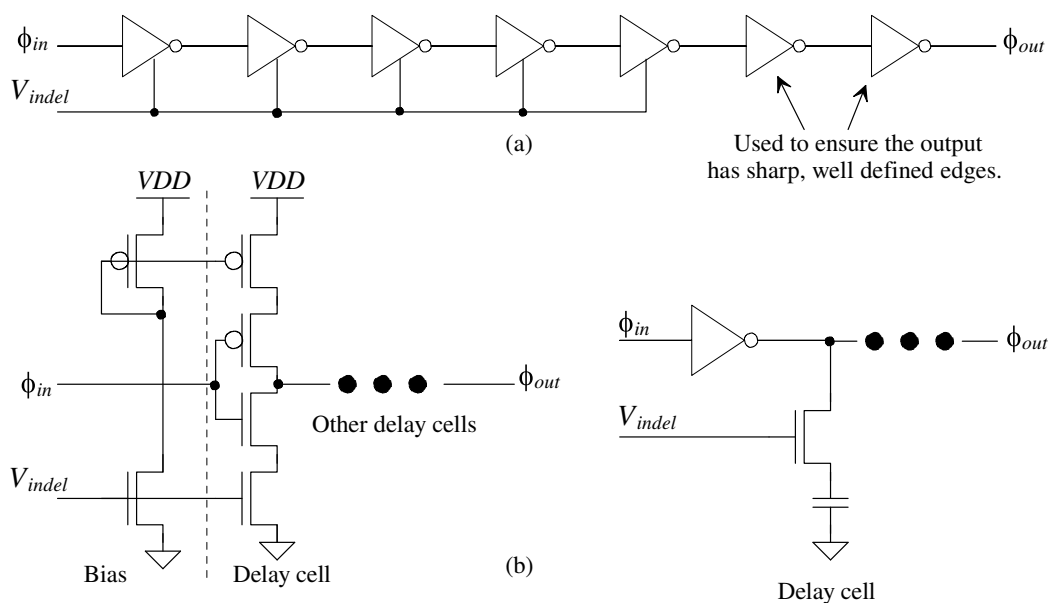 ϕin
ϕout
Vindel
(a)
Used to ensure the output
has sharp, well defined edges.
VDD
VDD
ϕin
ϕout
Other delay cells
Vindel
Bias
Delay cell
(b)
ϕin
ϕout
Vindel
Delay cell